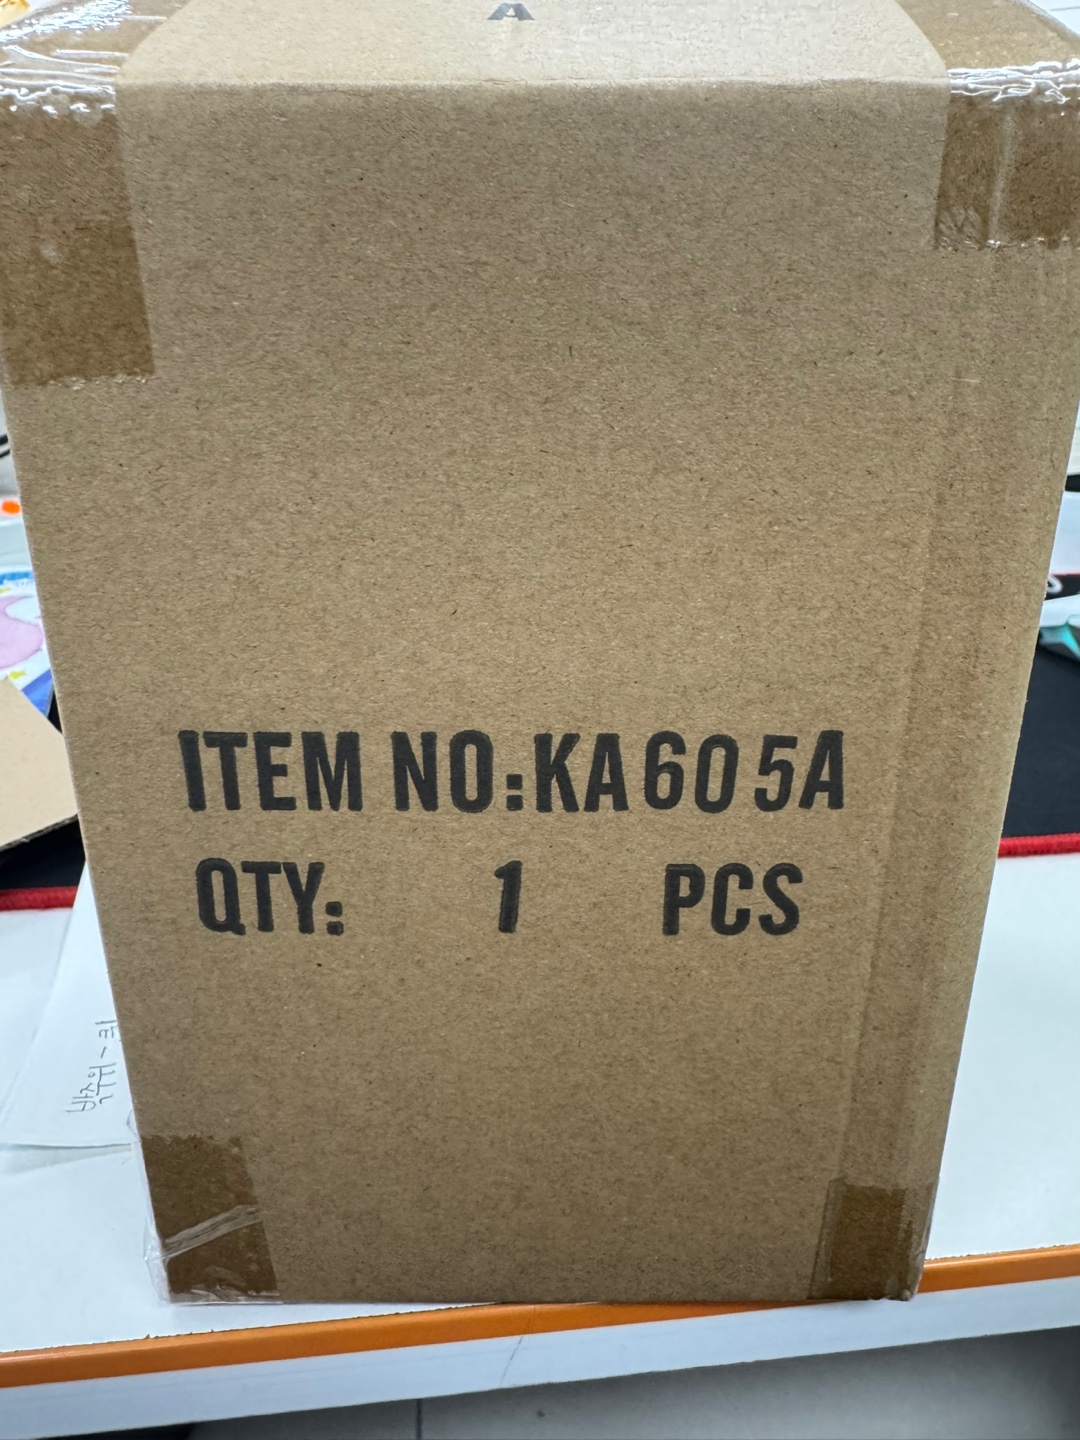 A
ITEM NO:KA605A
QTY: 1 PCS